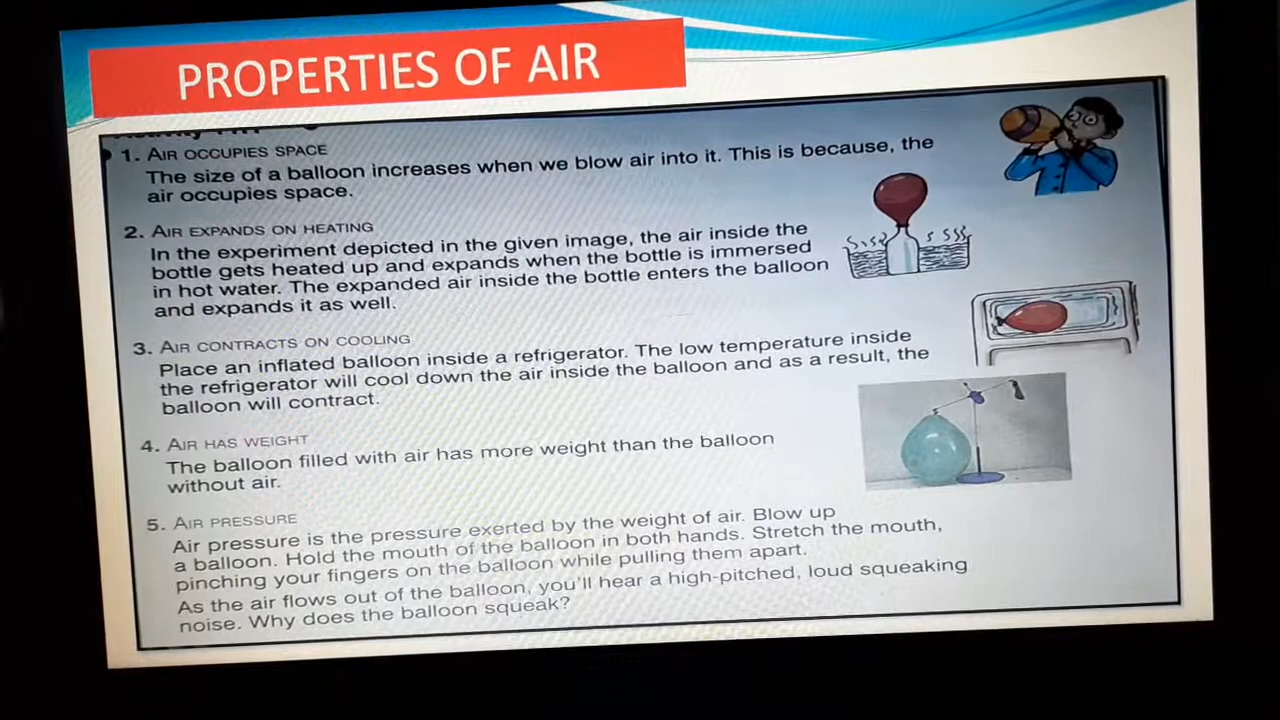 PROPERTIES OF AIR
1. AIR OCCUPIES SPACE
The size of a balloon increases when we blow air into it. This is because, the
air occupies space.
2. AIR EXPANDS ON HEATING
In the experiment depicted in the given image, the air inside the
bottle gets heated up and expands when the bottle is immersed
in hot water. The expanded air inside the bottle enters the balloon
and expands it as well.
3. AIR CONTRACTS ON COOLING
Place an inflated balloon inside a refrigerator. The low temperature inside
the refrigerator will cool down the air inside the balloon and as a result, the
balloon will contract.
4. AIR HAS WEIGHT
The balloon filled with air has more weight than the balloon
without air.
5. AIR PRESSURE
Air pressure is the pressure exerted by the weight of air. Blow up
a balloon. Hold the mouth of the balloon in both hands. Stretch the mouth,
pinching your fingers on the balloon while pulling them apart.
As the air flows out of the balloon, you'll hear a high-pitched, loud squeaking
noise. Why does the balloon squeak?